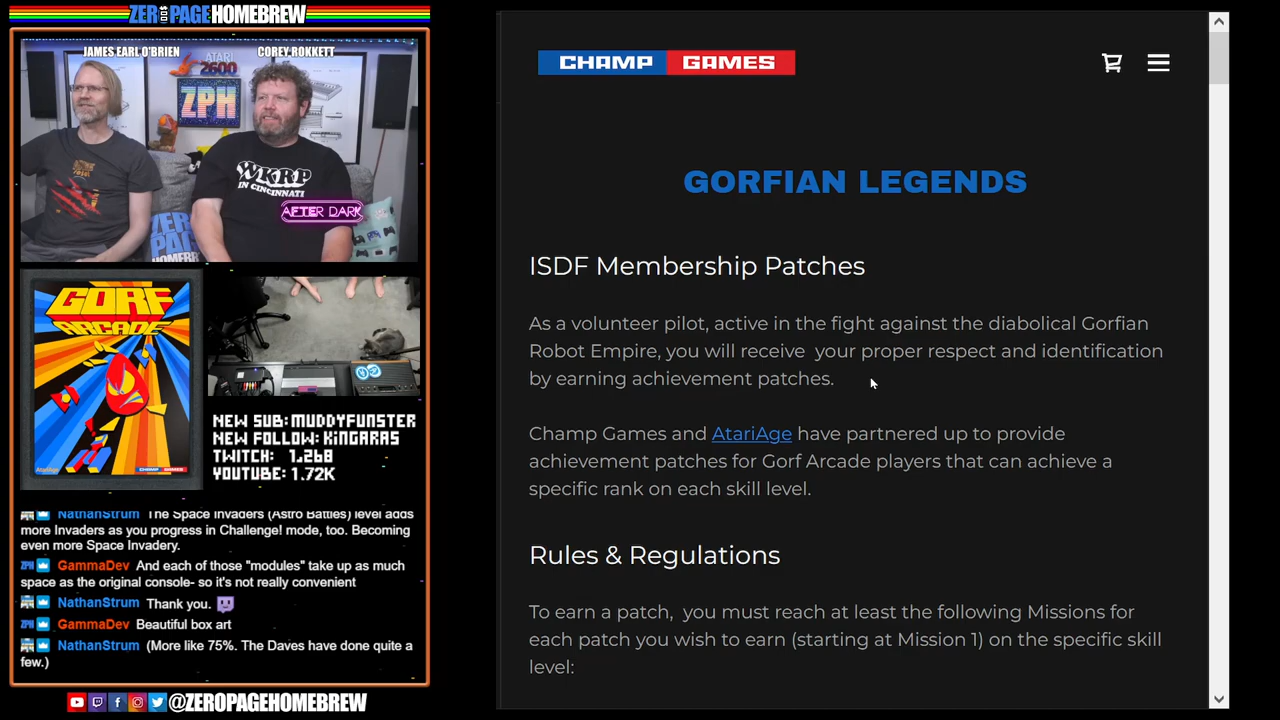 ZEROPAGE HOMEBREW
JAMES EARL O'BRIEN
COREY ROKKETT
ATARI
2600
ZPH
WKRP
IN CINCINNATI
AFTER DARK
ZERO
PAGE
HOMEBREW
GORF
ARCADE
AtariAge
CHAMP GAMES
NEW SUB: MUDDYFUNSTER
NEW FOLLOW: KINGARAS
TWITCH: 1,268
YOUTUBE: 1.72K
NathanStrum The Space Invaders (Astro Battles) level adds
more Invaders as you progress in Challenge! mode, too. Becoming
even more Space Invadery.
GammaDev And each of those "modules" take up as much
space as the original console- so it's not really convenient
NathanStrum Thank you.
GammaDev Beautiful box art
NathanStrum (More like 75%. The Daves have done quite a
few.)
@ZEROPAGEHOMEBREW
CHAMP GAMES
GORFIAN LEGENDS
ISDF Membership Patches
As a volunteer pilot, active in the fight against the diabolical Gorfian
Robot Empire, you will receive your proper respect and identification
by earning achievement patches.
Champ Games and AtariAge have partnered up to provide
achievement patches for Gorf Arcade players that can achieve a
specific rank on each skill level.
Rules & Regulations
To earn a patch, you must reach at least the following Missions for
each patch you wish to earn (starting at Mission 1) on the specific skill
level: